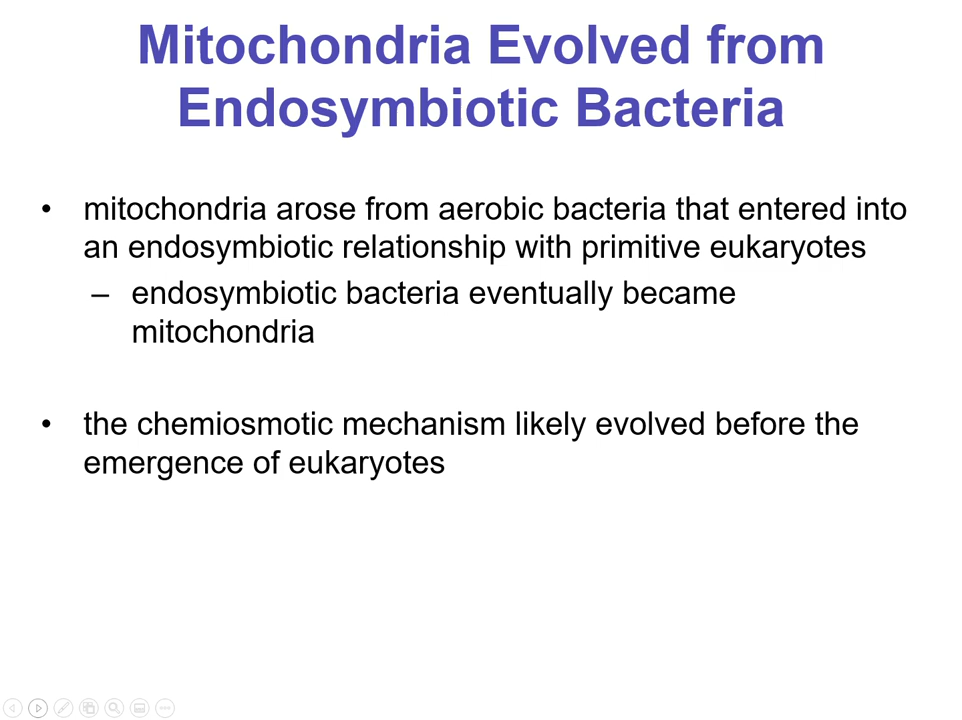 Mitochondria Evolved from
Endosymbiotic Bacteria
• mitochondria arose from aerobic bacteria that entered into
an endosymbiotic relationship with primitive eukaryotes
– endosymbiotic bacteria eventually became
mitochondria
• the chemiosmotic mechanism likely evolved before the
emergence of eukaryotes